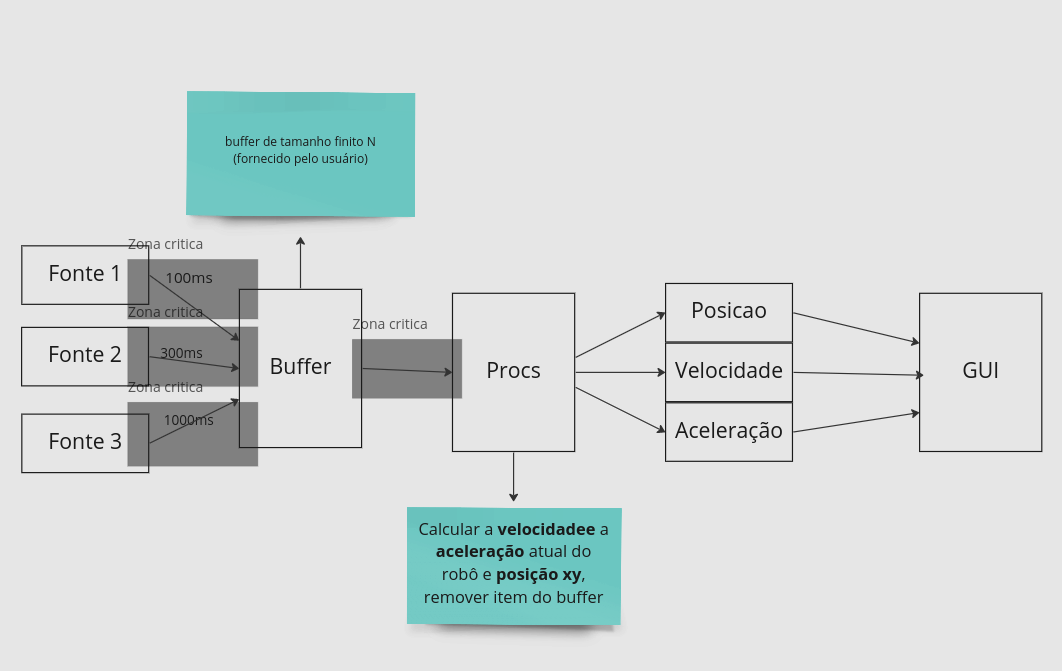 buffer de tamanho finito N
(fornecido pelo usuário)
Zona critica
Fonte 1
100ms
Zona critica
Fonte 2
300ms
Zona critica
Fonte 3
1000ms
Buffer
Zona critica
Procs
Posicao
Velocidade
Aceleração
GUI
Calcular a velocidadee a
aceleração atual do
robô e posição xy,
remover item do buffer